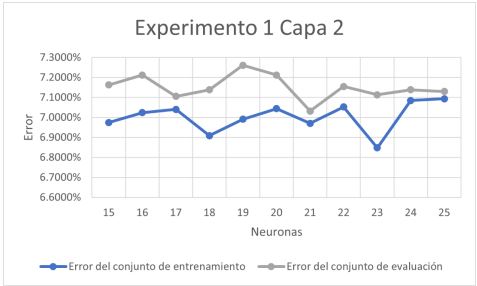 Experimento 1 Capa 2
7.3000%
7.2000%
7.1000%
7.0000%
6.9000%
6.8000%
6.7000%
6.6000%
Error
15 16 17 18 19 20 21 22 23 24 25
Neuronas
Error del conjunto de entrenamiento Error del conjunto de evaluación